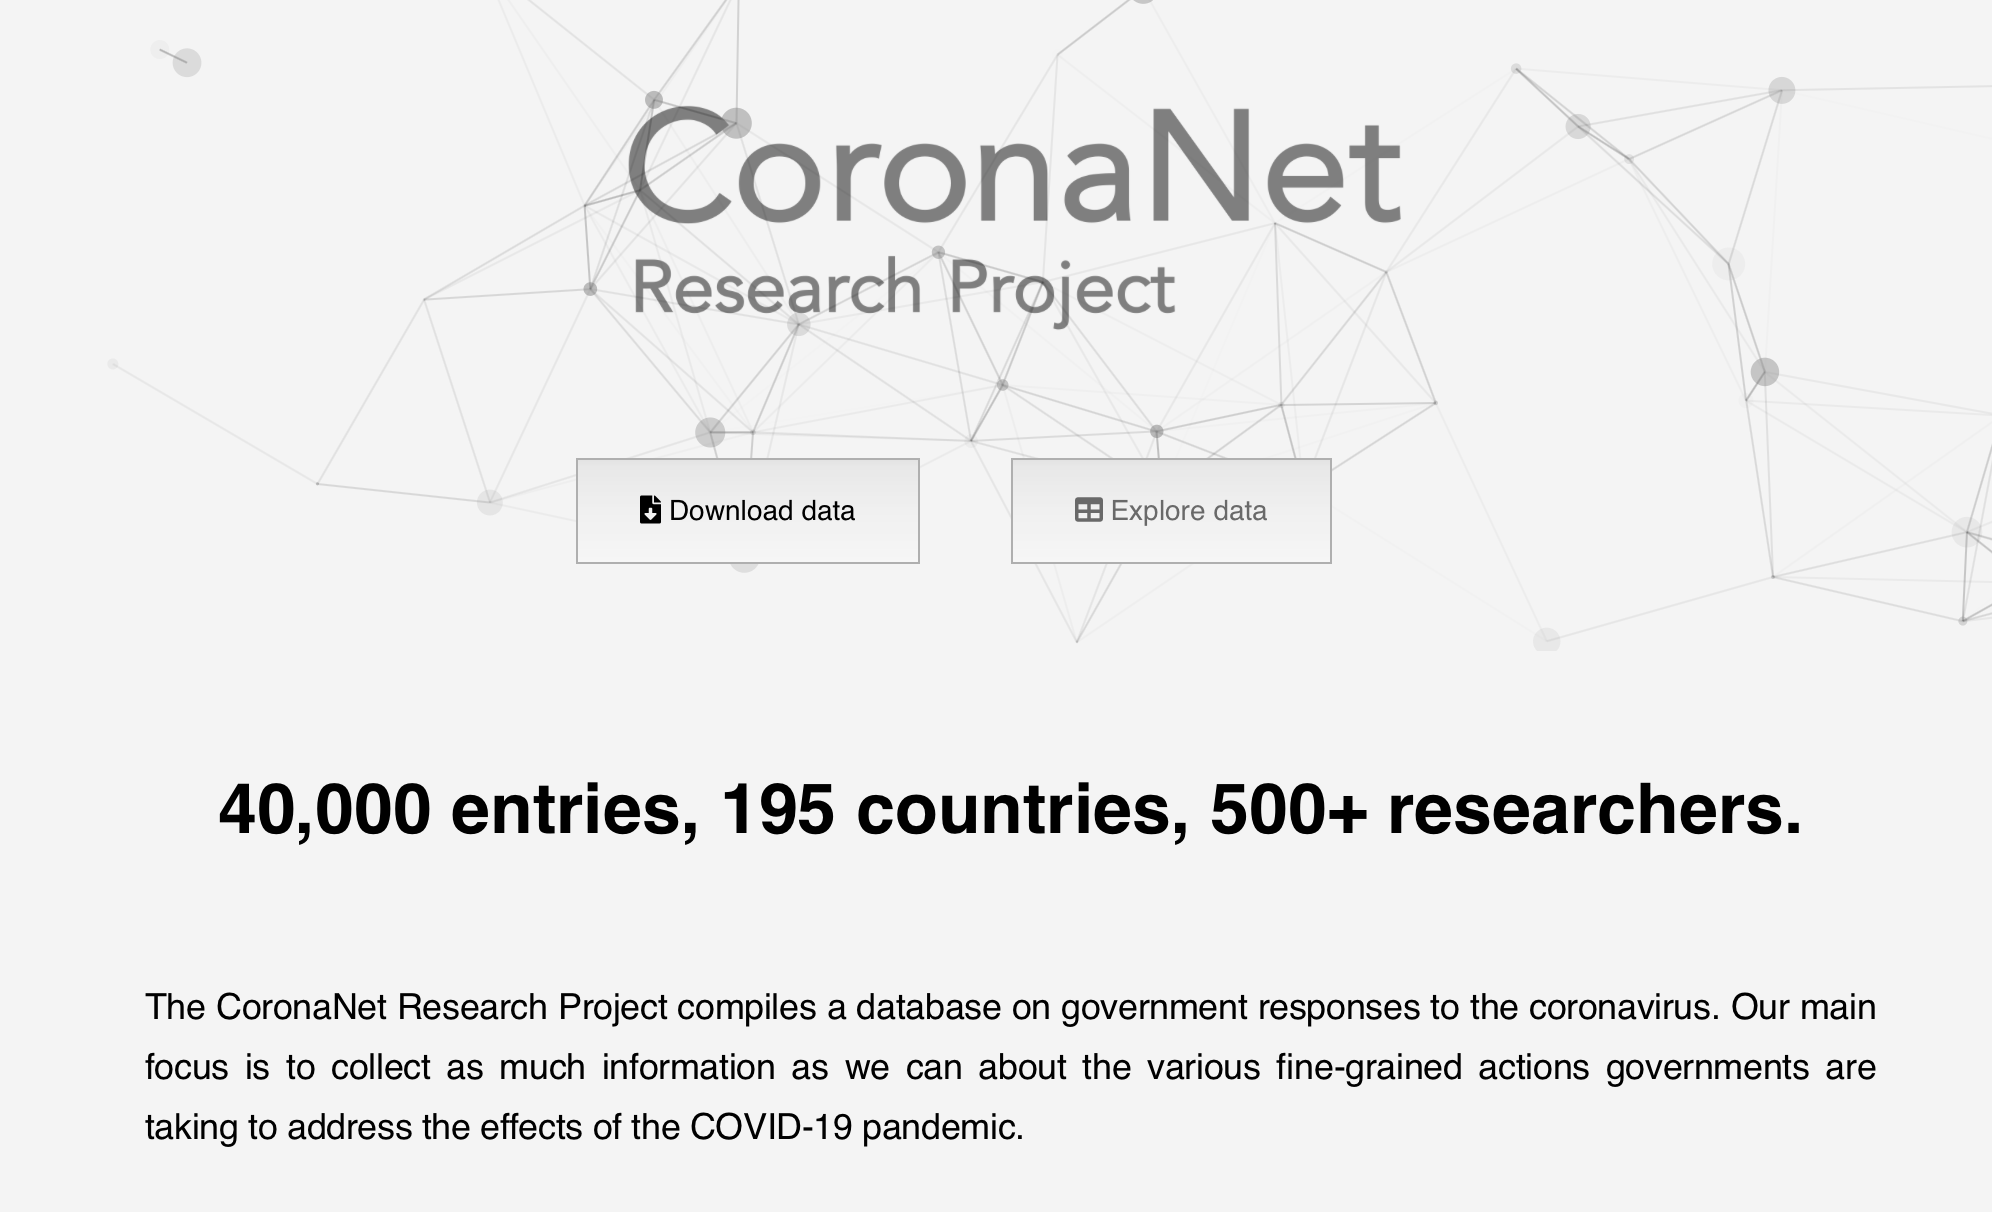 CoronaNet
Research Project
Download data
Explore data
40,000 entries, 195 countries, 500+ researchers.
The CoronaNet Research Project compiles a database on government responses to the coronavirus. Our main
focus is to collect as much information as we can about the various fine-grained actions governments are
taking to address the effects of the COVID-19 pandemic.